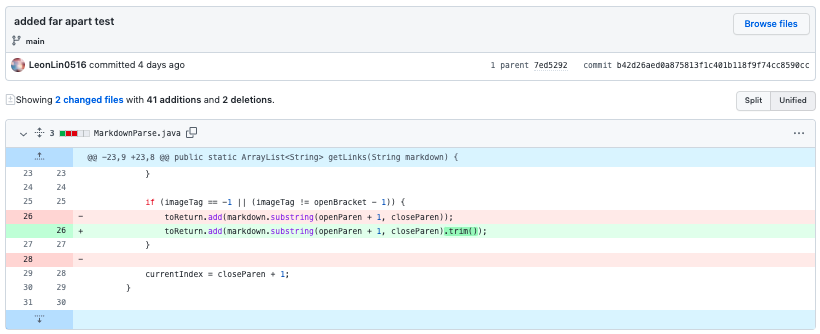 added far apart test
Browse files
main
LeonLin0516 committed 4 days ago
1 parent 7ed5292 commit b42d26aed0a875813f1c401b118f9f74cc8590cc
Showing 2 changed files with 41 additions and 2 deletions.
Split Unified
3 MarkdownParse.java
@@ -23,9 +23,8 @@ public static ArrayList<String> getLinks(String markdown) {
23 23 }
24 24
25 25 if (imageTag == -1 || (imageTag != openBracket - 1)) {
26 - toReturn.add(markdown.substring(openParen + 1, closeParen));
26 + toReturn.add(markdown.substring(openParen + 1, closeParen).trim());
27 27 }
28 -
29 28 currentIndex = closeParen + 1;
30 29 }
31 30